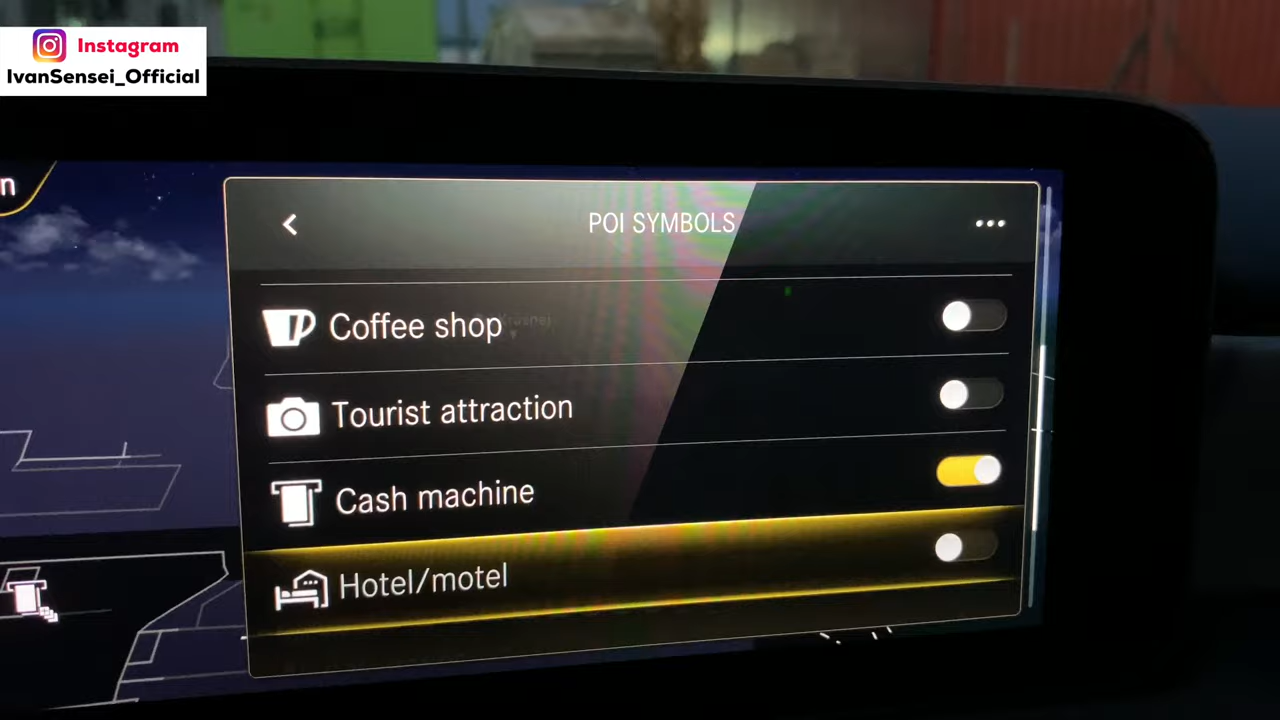 Instagram
IvanSensei_Official
n
POI SYMBOLS
Coffee shop
Tourist attraction
Cash machine
Hotel/motel